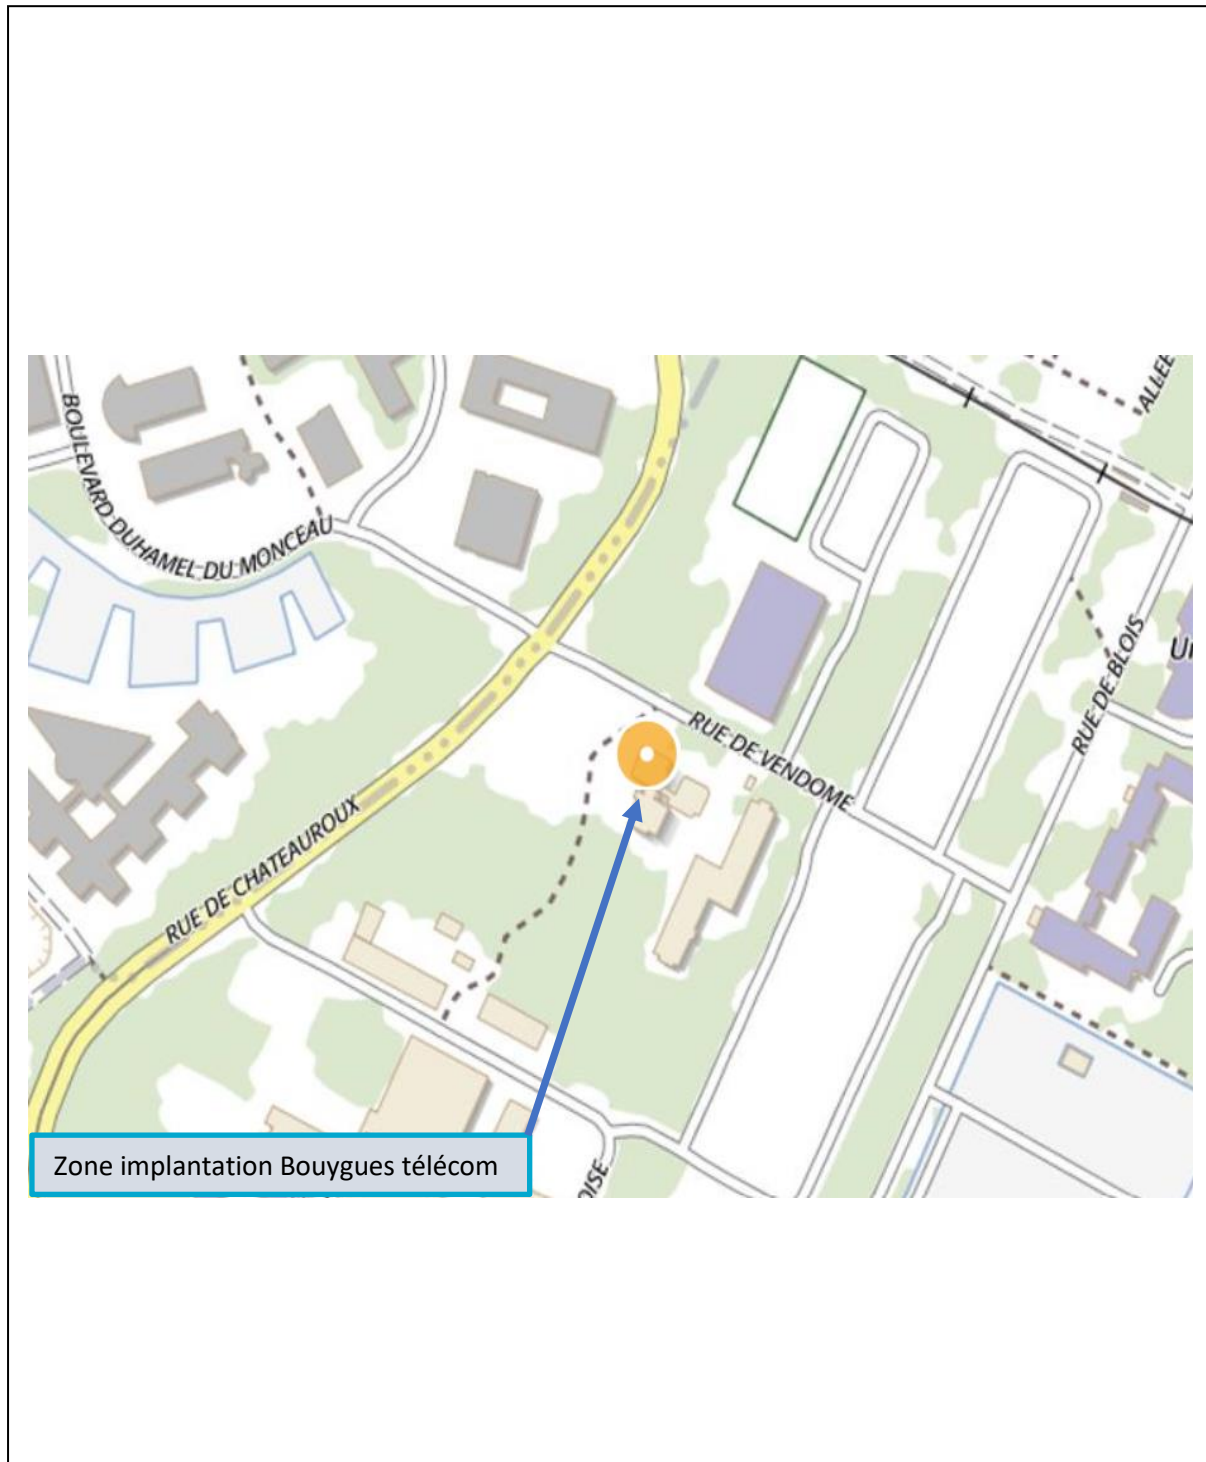 ALLEE
BOULEVARD DUHAMEL DU MONCEAU
RUE DE BLOIS
RUE DE VENDOME
RUE DE CHATEAUROUX
Zone implantation Bouygues télécom